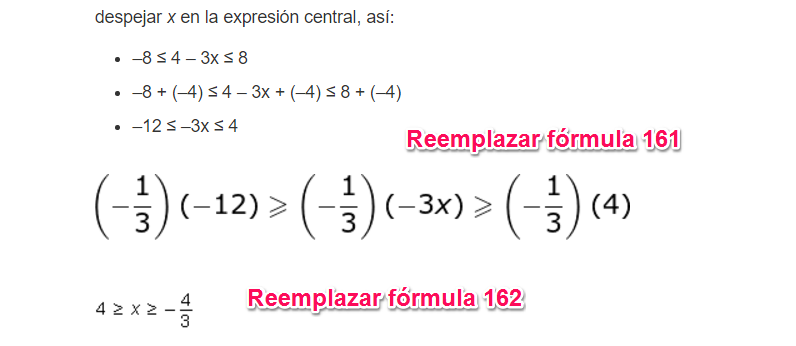 despejar x en la expresión central, así:
• –8 ≤ 4 – 3x ≤ 8
• –8 + (–4) ≤ 4 – 3x + (–4) ≤ 8 + (–4)
• –12 ≤ –3x ≤ 4
Reemplazar fórmula 161
(−1/3)(−12) ⩾ (−1/3)(−3x) ⩾ (−1/3)(4)
Reemplazar fórmula 162
4 ≥ x ≥ −4/3